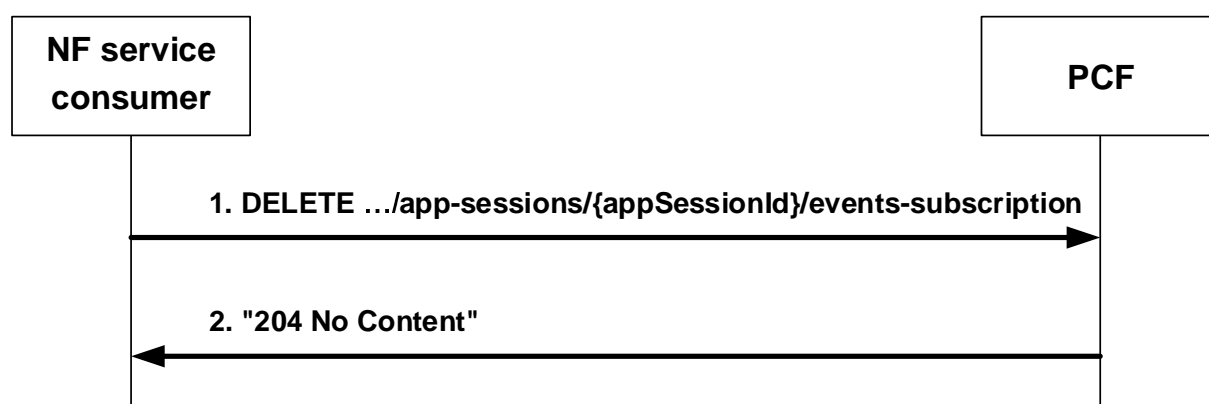 NF service
consumer
PCF
1. DELETE …/app-sessions/{appSessionId}/events-subscription
2. "204 No Content"